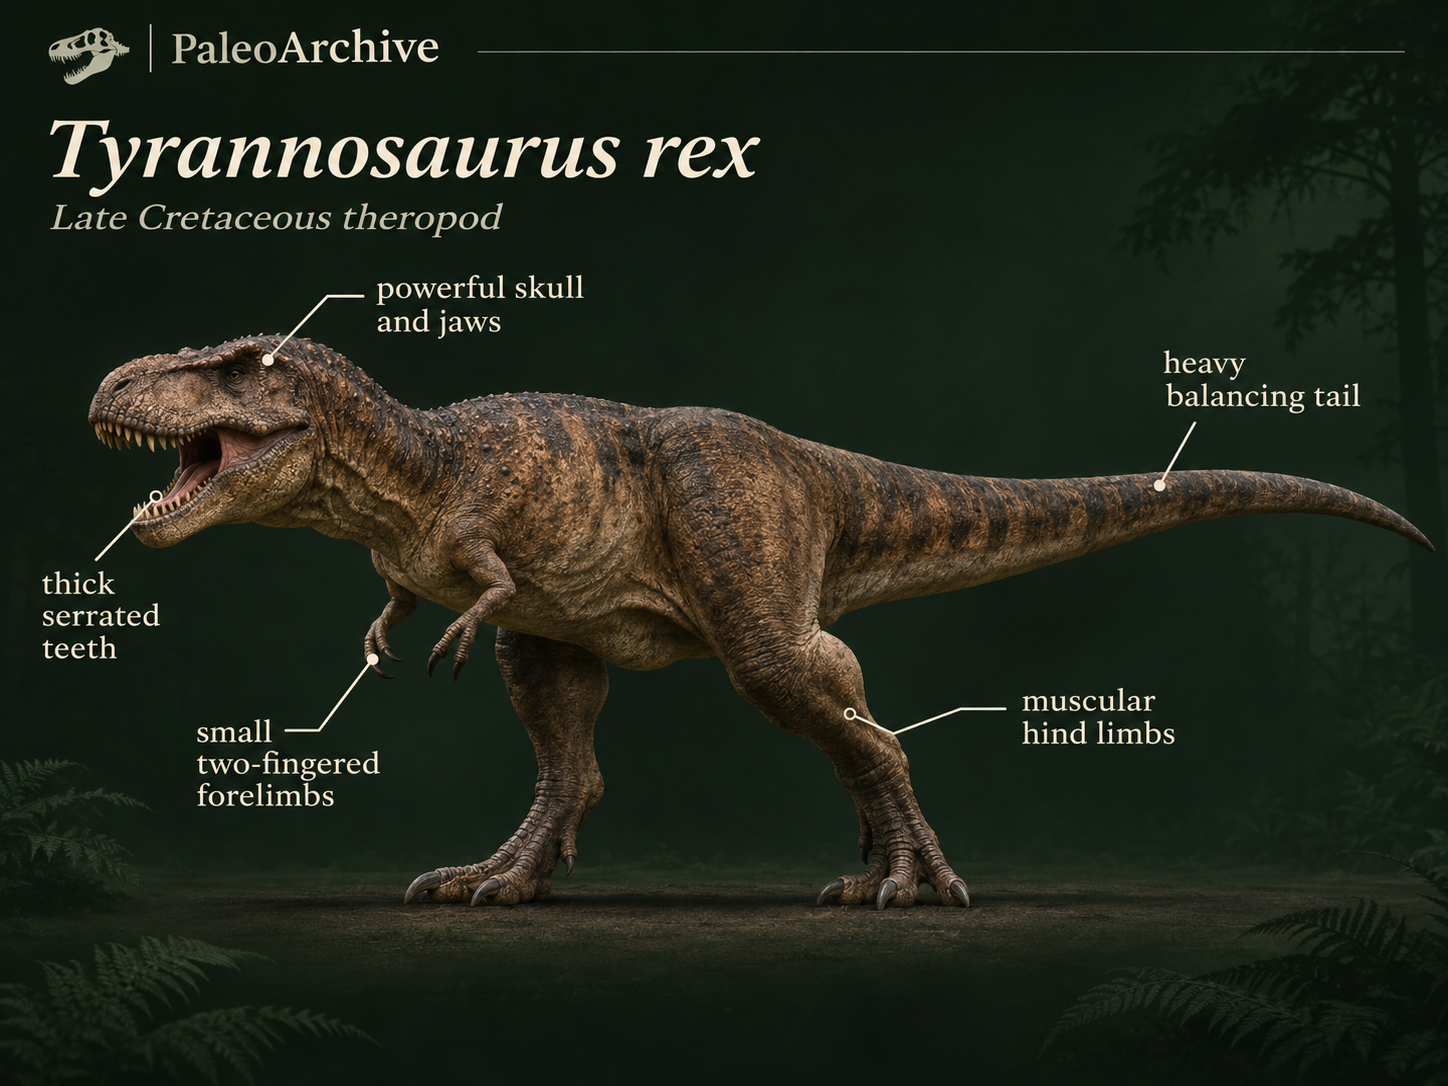 PaleoArchive
Tyrannosaurus rex
Late Cretaceous theropod
powerful skull
and jaws
heavy
balancing tail
thick
serrated
teeth
small
two-fingered
forelimbs
muscular
hind limbs